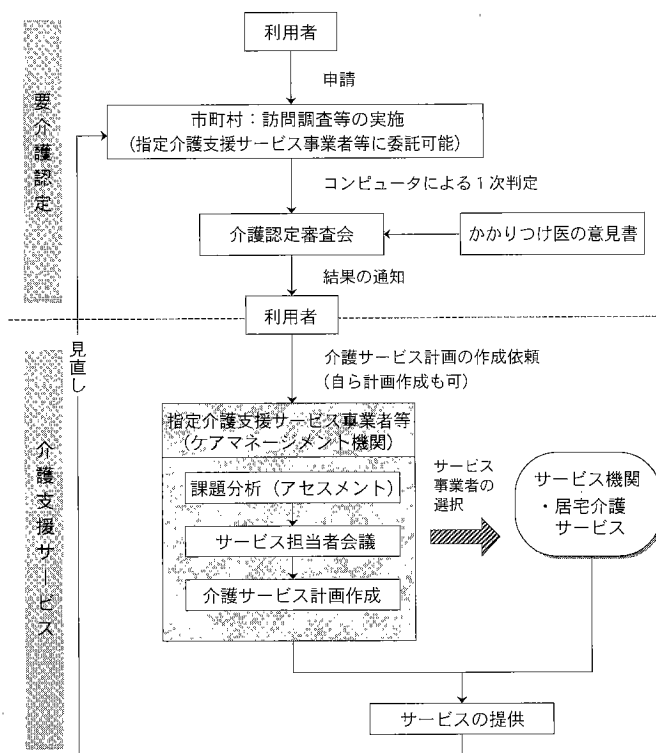 利用者
申請
市町村：訪問調査等の実施
(指定介護支援サービス事業者等に委託可能)
コンピュータによる１次判定
介護認定審査会
かかりつけ医の意見書
結果の通知
利用者
要介護認定
見直し
介護サービス計画の作成依頼
(自ら計画作成も可)
指定介護支援サービス事業者等
(ケアマネージメント機関)
課題分析（アセスメント）
サービス担当者会議
介護サービス計画作成
サービス
事業者の
選択
サービス機関
・居宅介護
サービス
介護支援サービス
サービスの提供